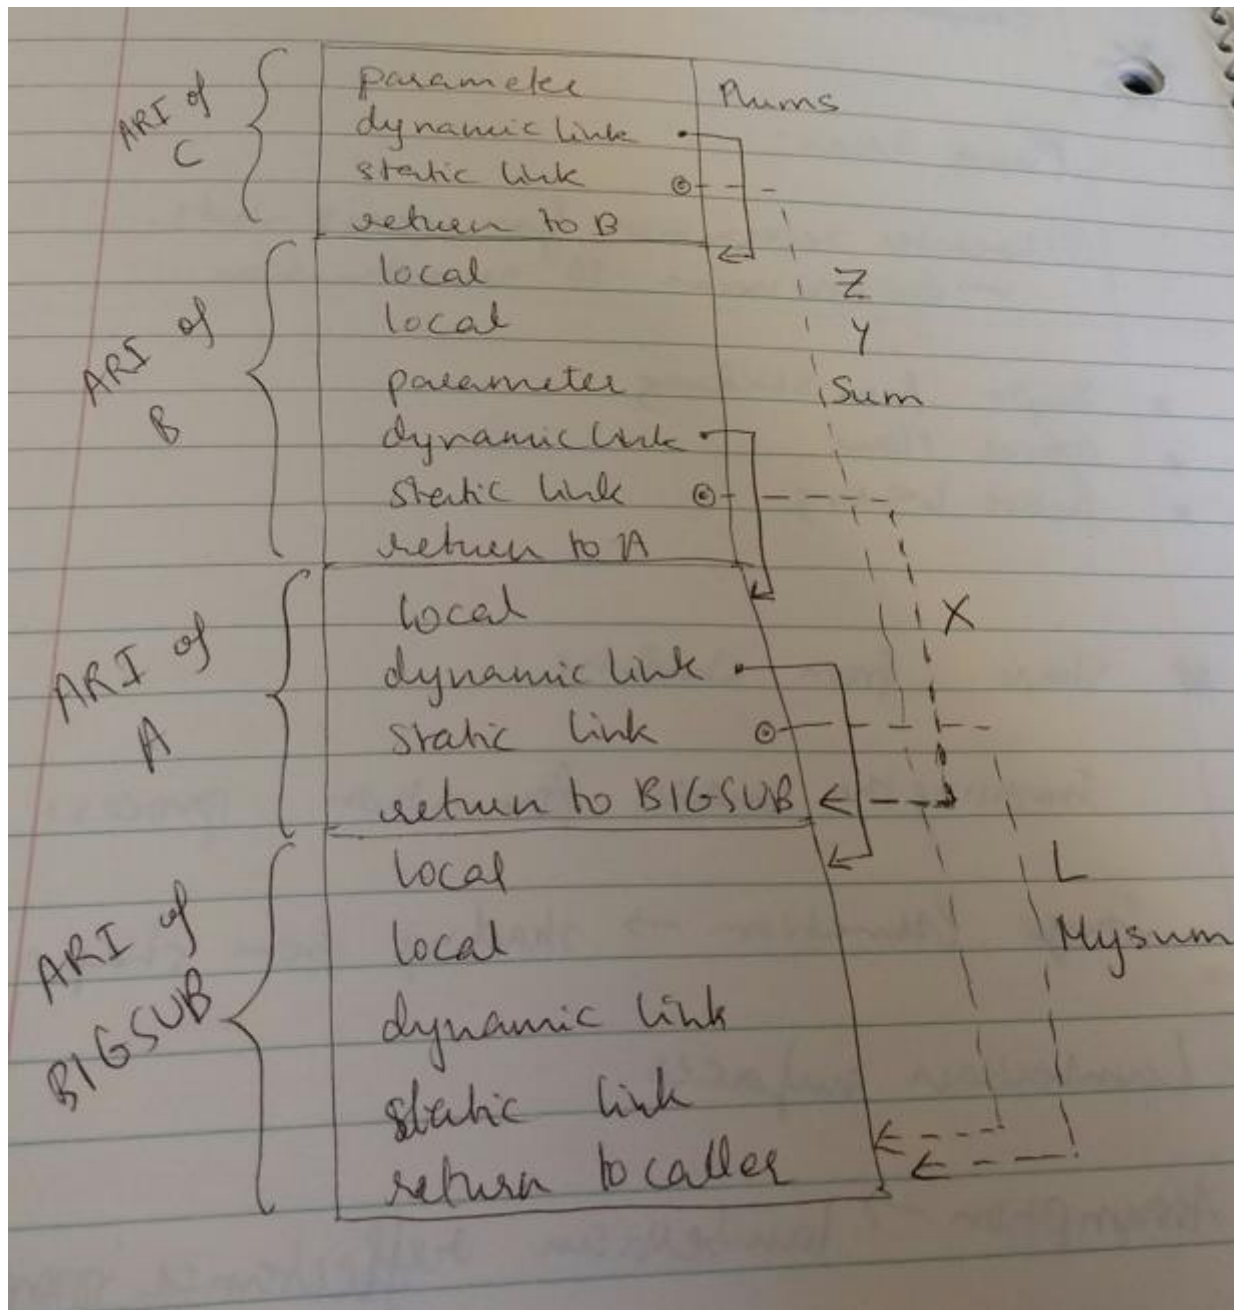 ARI of C
parameter Plums
dynamic link
static link
return to B
ARI of B
local Z
local Y
parameter Sum
dynamic link
static link
return to A
ARI of A
local X
dynamic link
static link
return to BIGSUB
ARI of BIGSUB
local L
local Mysum
dynamic link
static link
return to caller